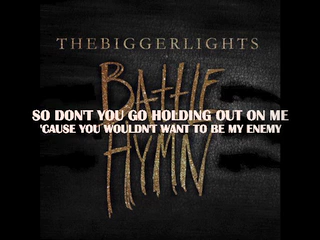 THEBIGGERLIGHTS
BATTLE
SO DON'T YOU GO HOLDING OUT ON ME
'CAUSE YOU WOULDN'T WANT TO BE MY ENEMY
HYMN